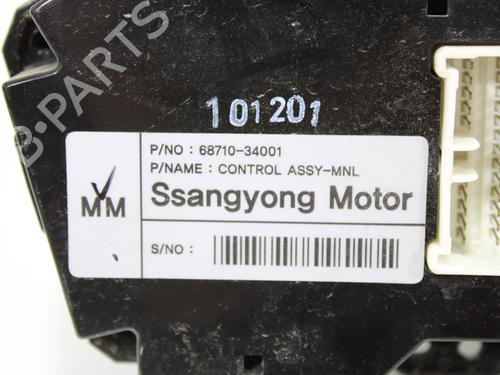 B-PARTS
101201
P/NO : 68710-34001
P/NAME : CONTROL ASSY-MNL
MM
Ssangyong Motor
S/NO :